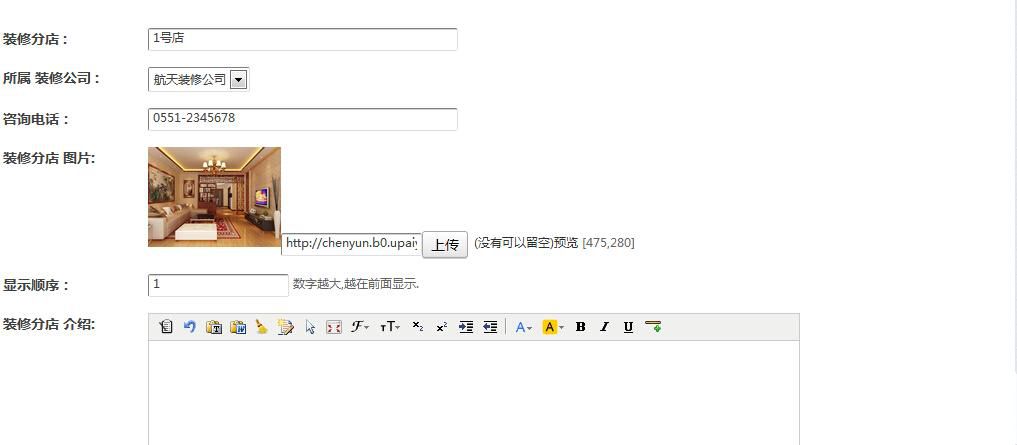 装修分店：
1号店
所属 装修公司：
航天装修公司
咨询电话：
0551-2345678
装修分店 图片:
http://chenyun.b0.upaiy 上传 (没有可以留空)预览 [475,280]
显示顺序：
1 数字越大,越在前面显示.
装修分店 介绍: